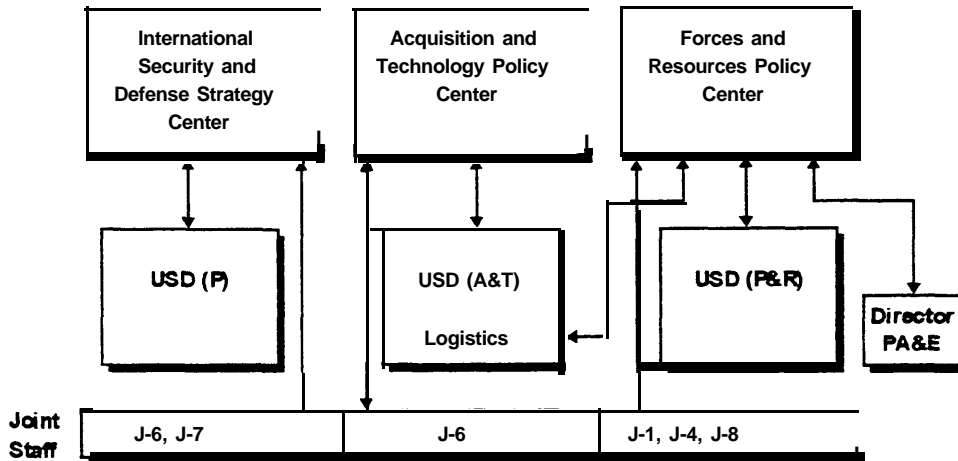 International
Security and
Defense Strategy
Center
Acquisition and
Technology Policy
Center
Forces and
Resources Policy
Center
USD (P)
USD (A&T)
Logistics
USD (P&R)
Director
PA&E
Joint
Staff
J-6, J-7
J-6
J-1, J-4, J-8